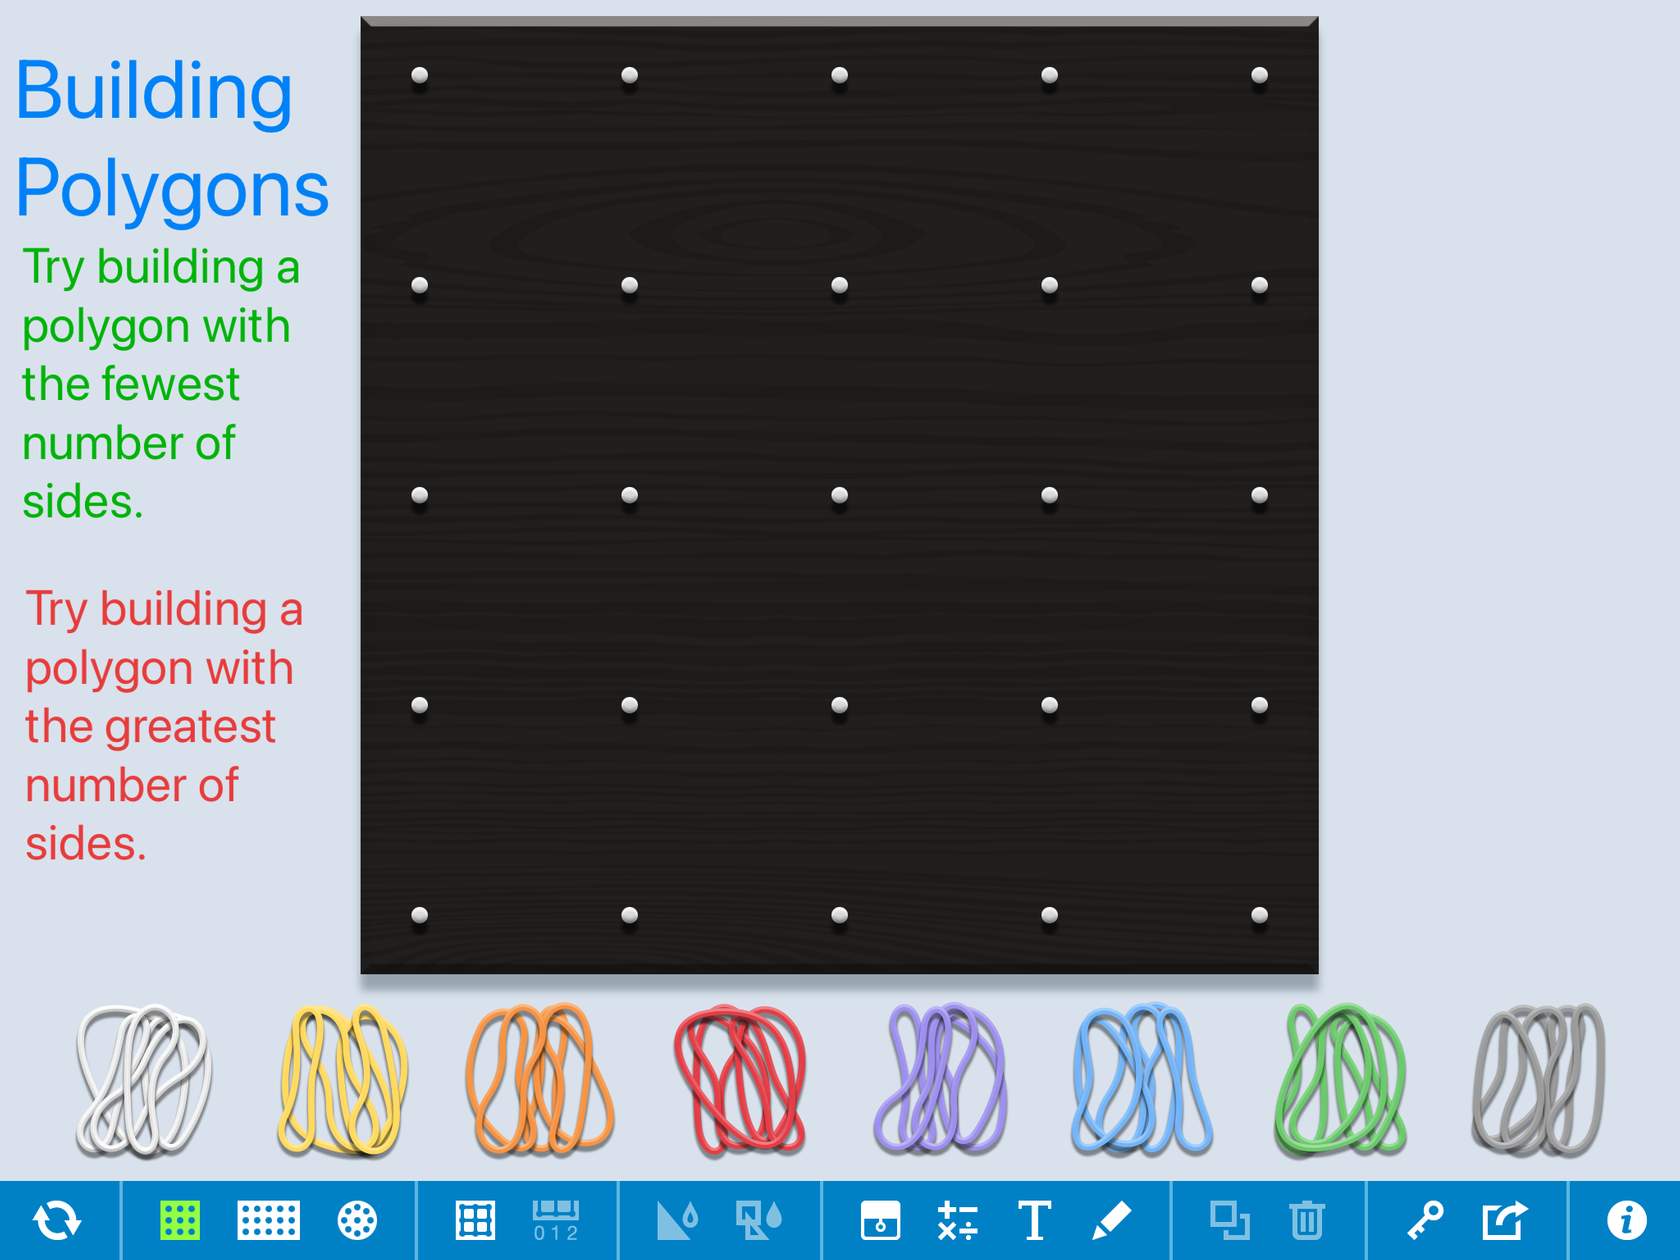 Building
Polygons
Try building a
polygon with
the fewest
number of
sides.
Try building a
polygon with
the greatest
number of
sides.
0 1 2
T
i